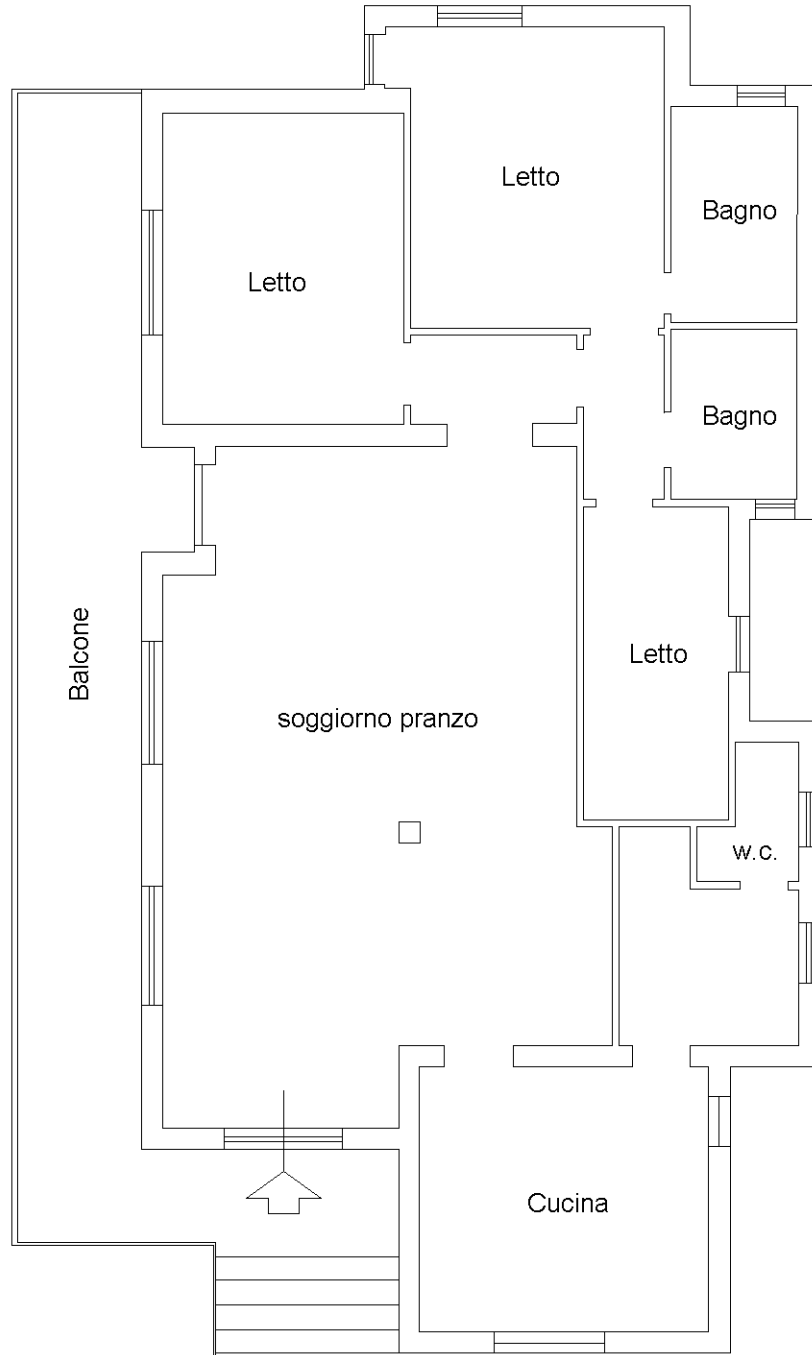 Letto
Bagno
Letto
Bagno
Balcone
Letto
soggiorno pranzo
w.c.
Cucina